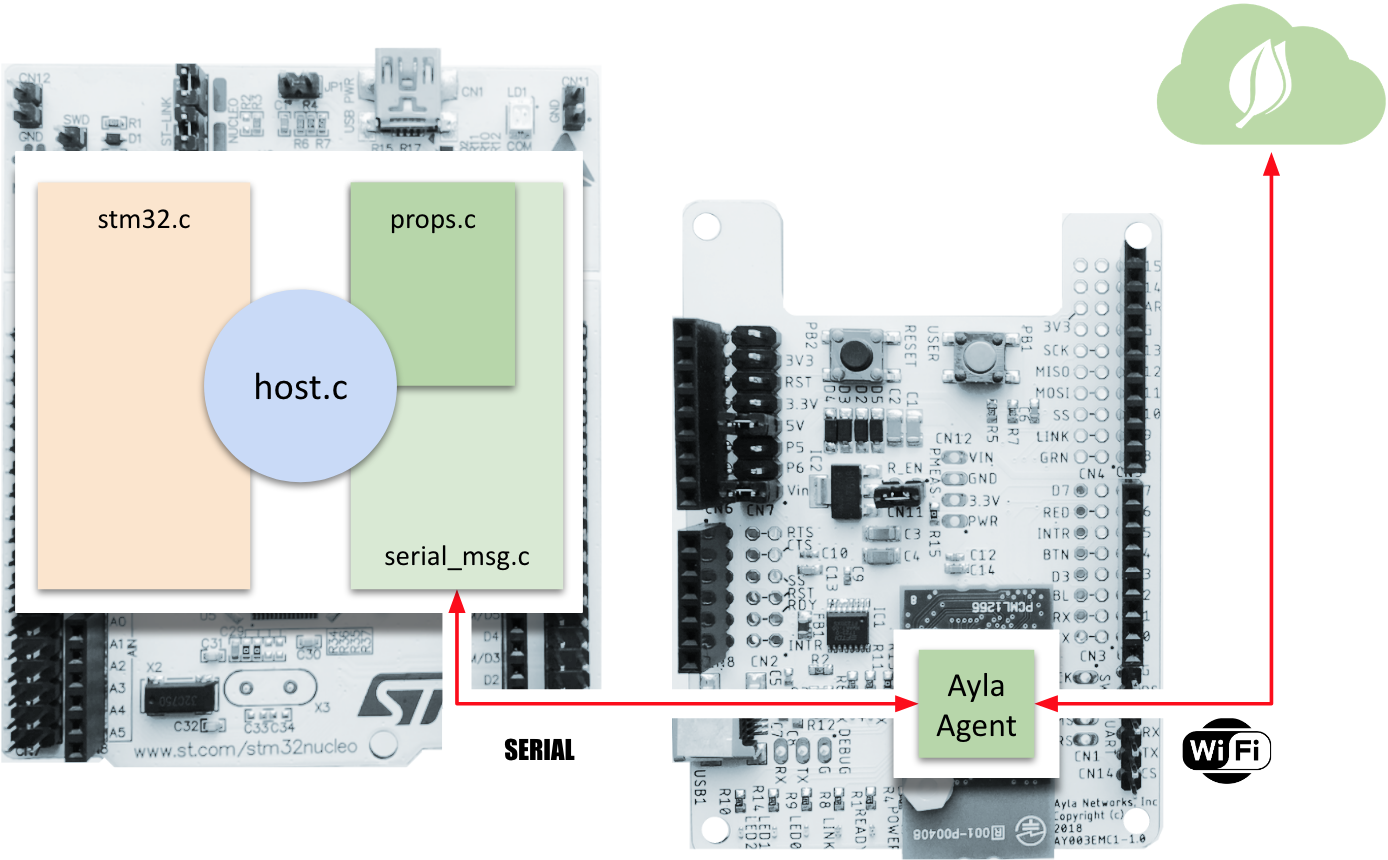 CN12
GND
SWD
R1
D1
ST-LINK
NUCLEO
R2
R3
C1
R4
R6 R7
JP1
USB PWR
CN1
R15 R17
LD1
COM
CN11
GND
stm32.c
props.c
host.c
serial_msg.c
A0
A1
A2
A3
A4
A5
AIN
X2
C31
C30
C32
C33
C34
X3
D4
D2
www.st.com/stm32nucleo
SERIAL
PB2
RESET
USER
PB1
3V3
RST
3.3V
5V
P5
P6
Vin
CN6
CN7
D4
D3
D2
D5
C2
C1
IC2
R_EN
CN11
PMEAS
R15
CN12
VIN
GND
3.3V
PWR
R5
R7
C6
15
14
3V3
SCK
13
MISO
12
MOSI
11
SS
10
LINK
9
GRN
8
CN4
D7
7
RED
6
INTR
5
BTN
4
D3
3
BL
2
RX
1
CN3
RTS
CTS
SS
RST
RDY
INTR
CN2
C10
C13
C9
C3
C4
C12
C14
IC1
FB1
R2
R11
C5
8
PCML1266
Ayla
Agent
WiFi
USB1
C7
R12
DEBUG
RX
TX
G
R10
R14
LED2
LED1
R9
LED0
R8
LINK
R1
READY
R4
POWER
UART
RX
TX
CN1
CN14
CS
R001-P00408
Ayla Networks, Inc
Copyright (c)
2018
AY003EMC1-1.0